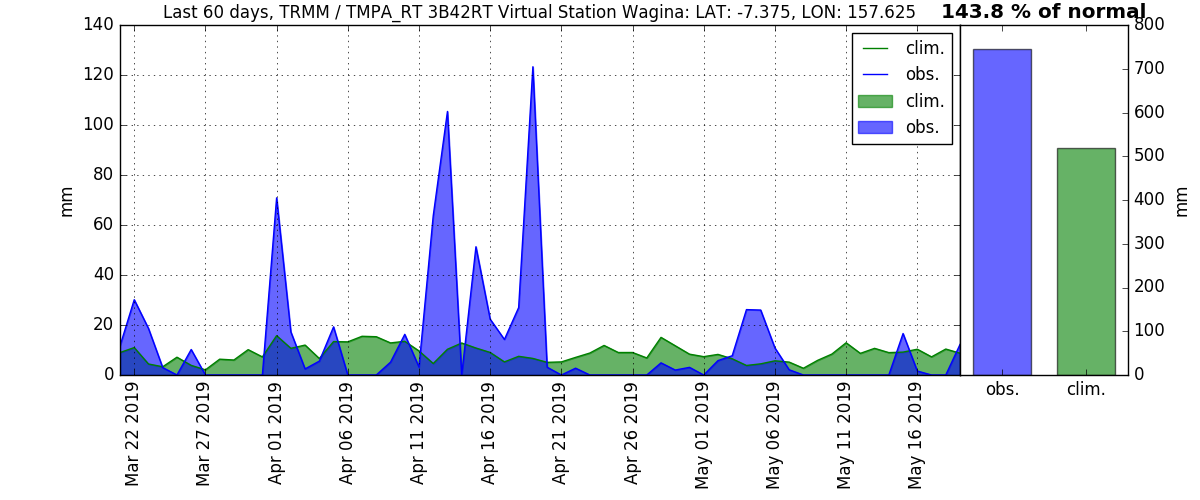 Last 60 days, TRMM / TMPA_RT 3B42RT Virtual Station Wagina: LAT: -7.375, LON: 157.625
143.8 % of normal
140
120
100
80
60
40
20
0
mm
clim.
obs.
clim.
obs.
800
700
600
500
400
300
200
100
0
mm
obs.
clim.
Mar 22 2019
Mar 27 2019
Apr 01 2019
Apr 06 2019
Apr 11 2019
Apr 16 2019
Apr 21 2019
Apr 26 2019
May 01 2019
May 06 2019
May 11 2019
May 16 2019